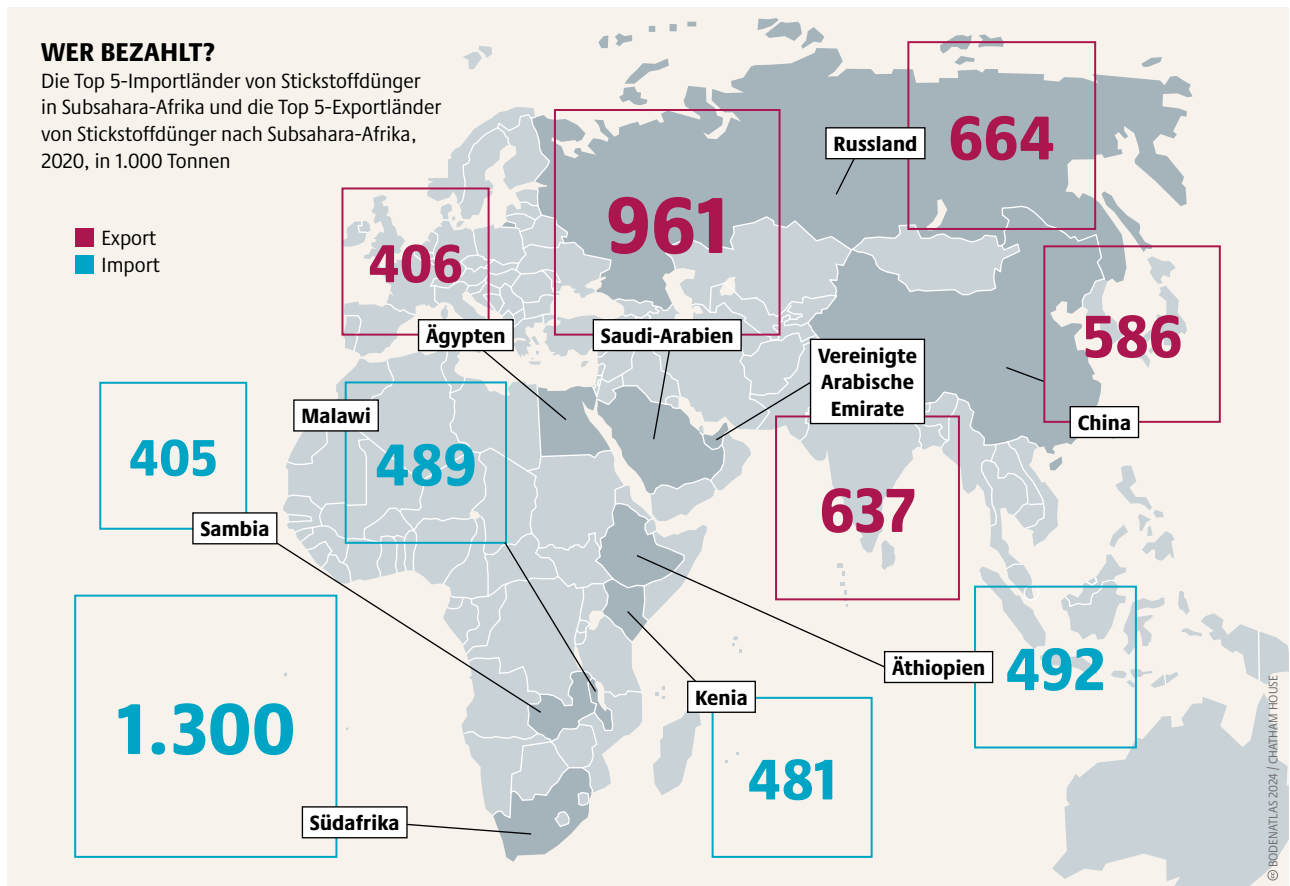 WER BEZAHLT?
Die Top 5-Importländer von Stickstoffdünger
in Subsahara-Afrika und die Top 5-Exportländer
von Stickstoffdünger nach Subsahara-Afrika,
2020, in 1.000 Tonnen
Export
Import
Russland
664
961
406
Ägypten
Saudi-Arabien
Vereinigte
Arabische
Emirate
586
China
Malawi
489
405
Sambia
637
1.300
Südafrika
Kenia
481
Äthiopien
492
BODENATLAS 2024 / CHATHAM HOUSE